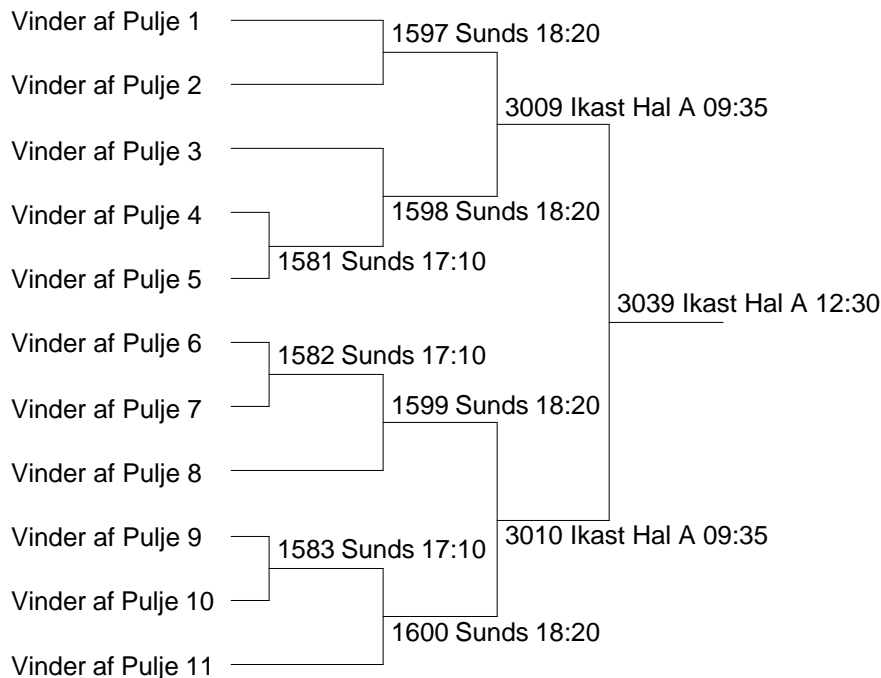 Vinder af Pulje 1
1597 Sunds 18:20
Vinder af Pulje 2
3009 Ikast Hal A 09:35
Vinder af Pulje 3
1598 Sunds 18:20
Vinder af Pulje 4
1581 Sunds 17:10
Vinder af Pulje 5
3039 Ikast Hal A 12:30
Vinder af Pulje 6
1582 Sunds 17:10
Vinder af Pulje 7
1599 Sunds 18:20
Vinder af Pulje 8
3010 Ikast Hal A 09:35
Vinder af Pulje 9
1583 Sunds 17:10
Vinder af Pulje 10
1600 Sunds 18:20
Vinder af Pulje 11